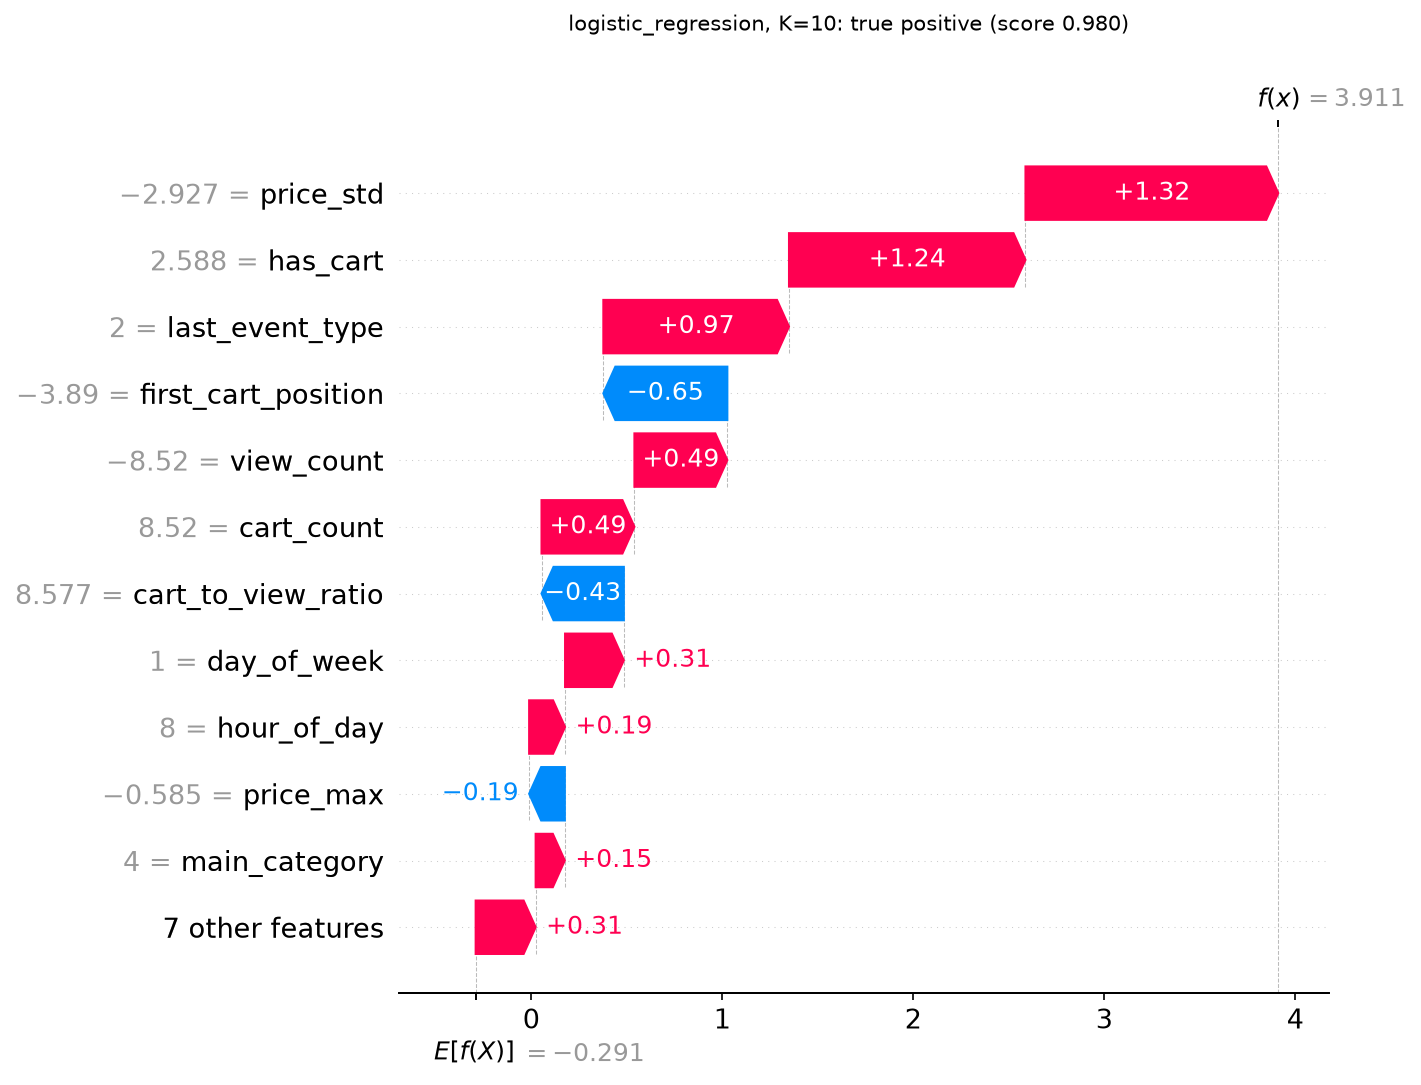 logistic_regression, K=10: true positive (score 0.980)
f(x) = 3.911
−2.927 = price_std
+1.32
2.588 = has_cart
+1.24
2 = last_event_type
+0.97
−3.89 = first_cart_position
−0.65
−8.52 = view_count
+0.49
8.52 = cart_count
+0.49
8.577 = cart_to_view_ratio
−0.43
1 = day_of_week
+0.31
8 = hour_of_day
+0.19
−0.585 = price_max
−0.19
4 = main_category
+0.15
7 other features
+0.31
0 1 2 3 4
E[f(X)] = −0.291